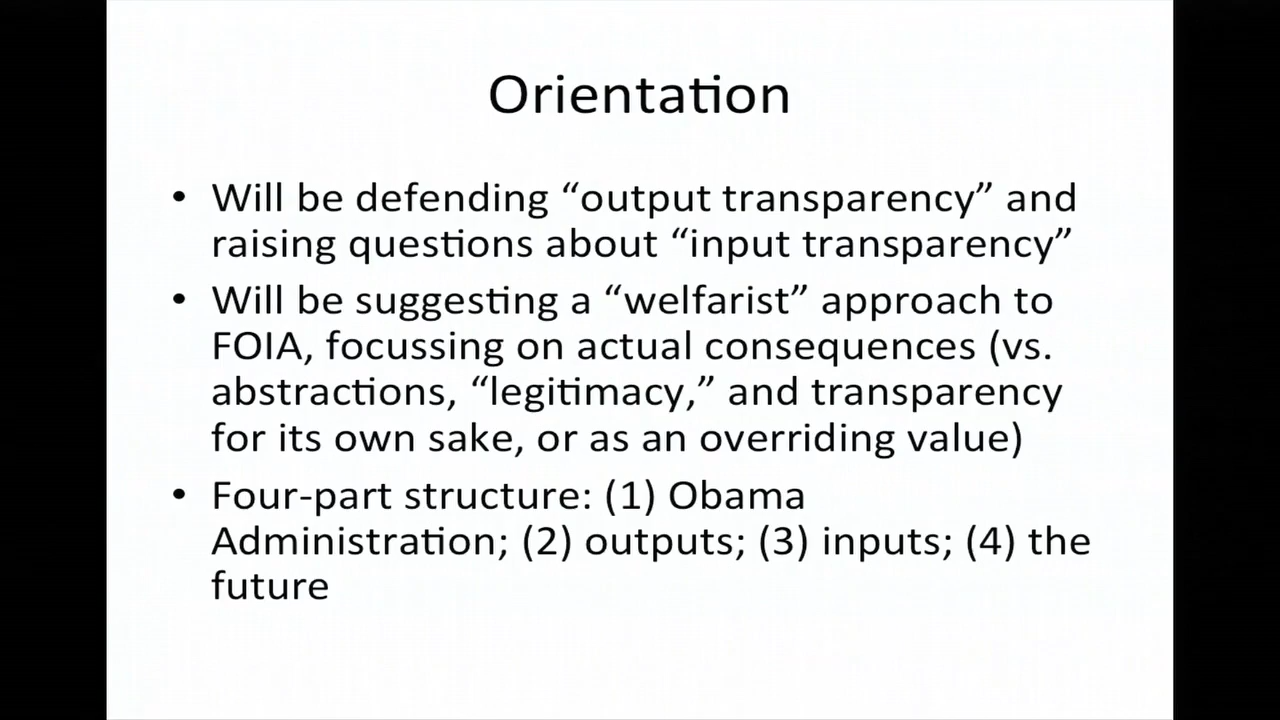 Orientation
• Will be defending “output transparency” and
raising questions about “input transparency”
• Will be suggesting a “welfarist” approach to
FOIA, focussing on actual consequences (vs.
abstractions, “legitimacy,” and transparency
for its own sake, or as an overriding value)
• Four-part structure: (1) Obama
Administration; (2) outputs; (3) inputs; (4) the
future